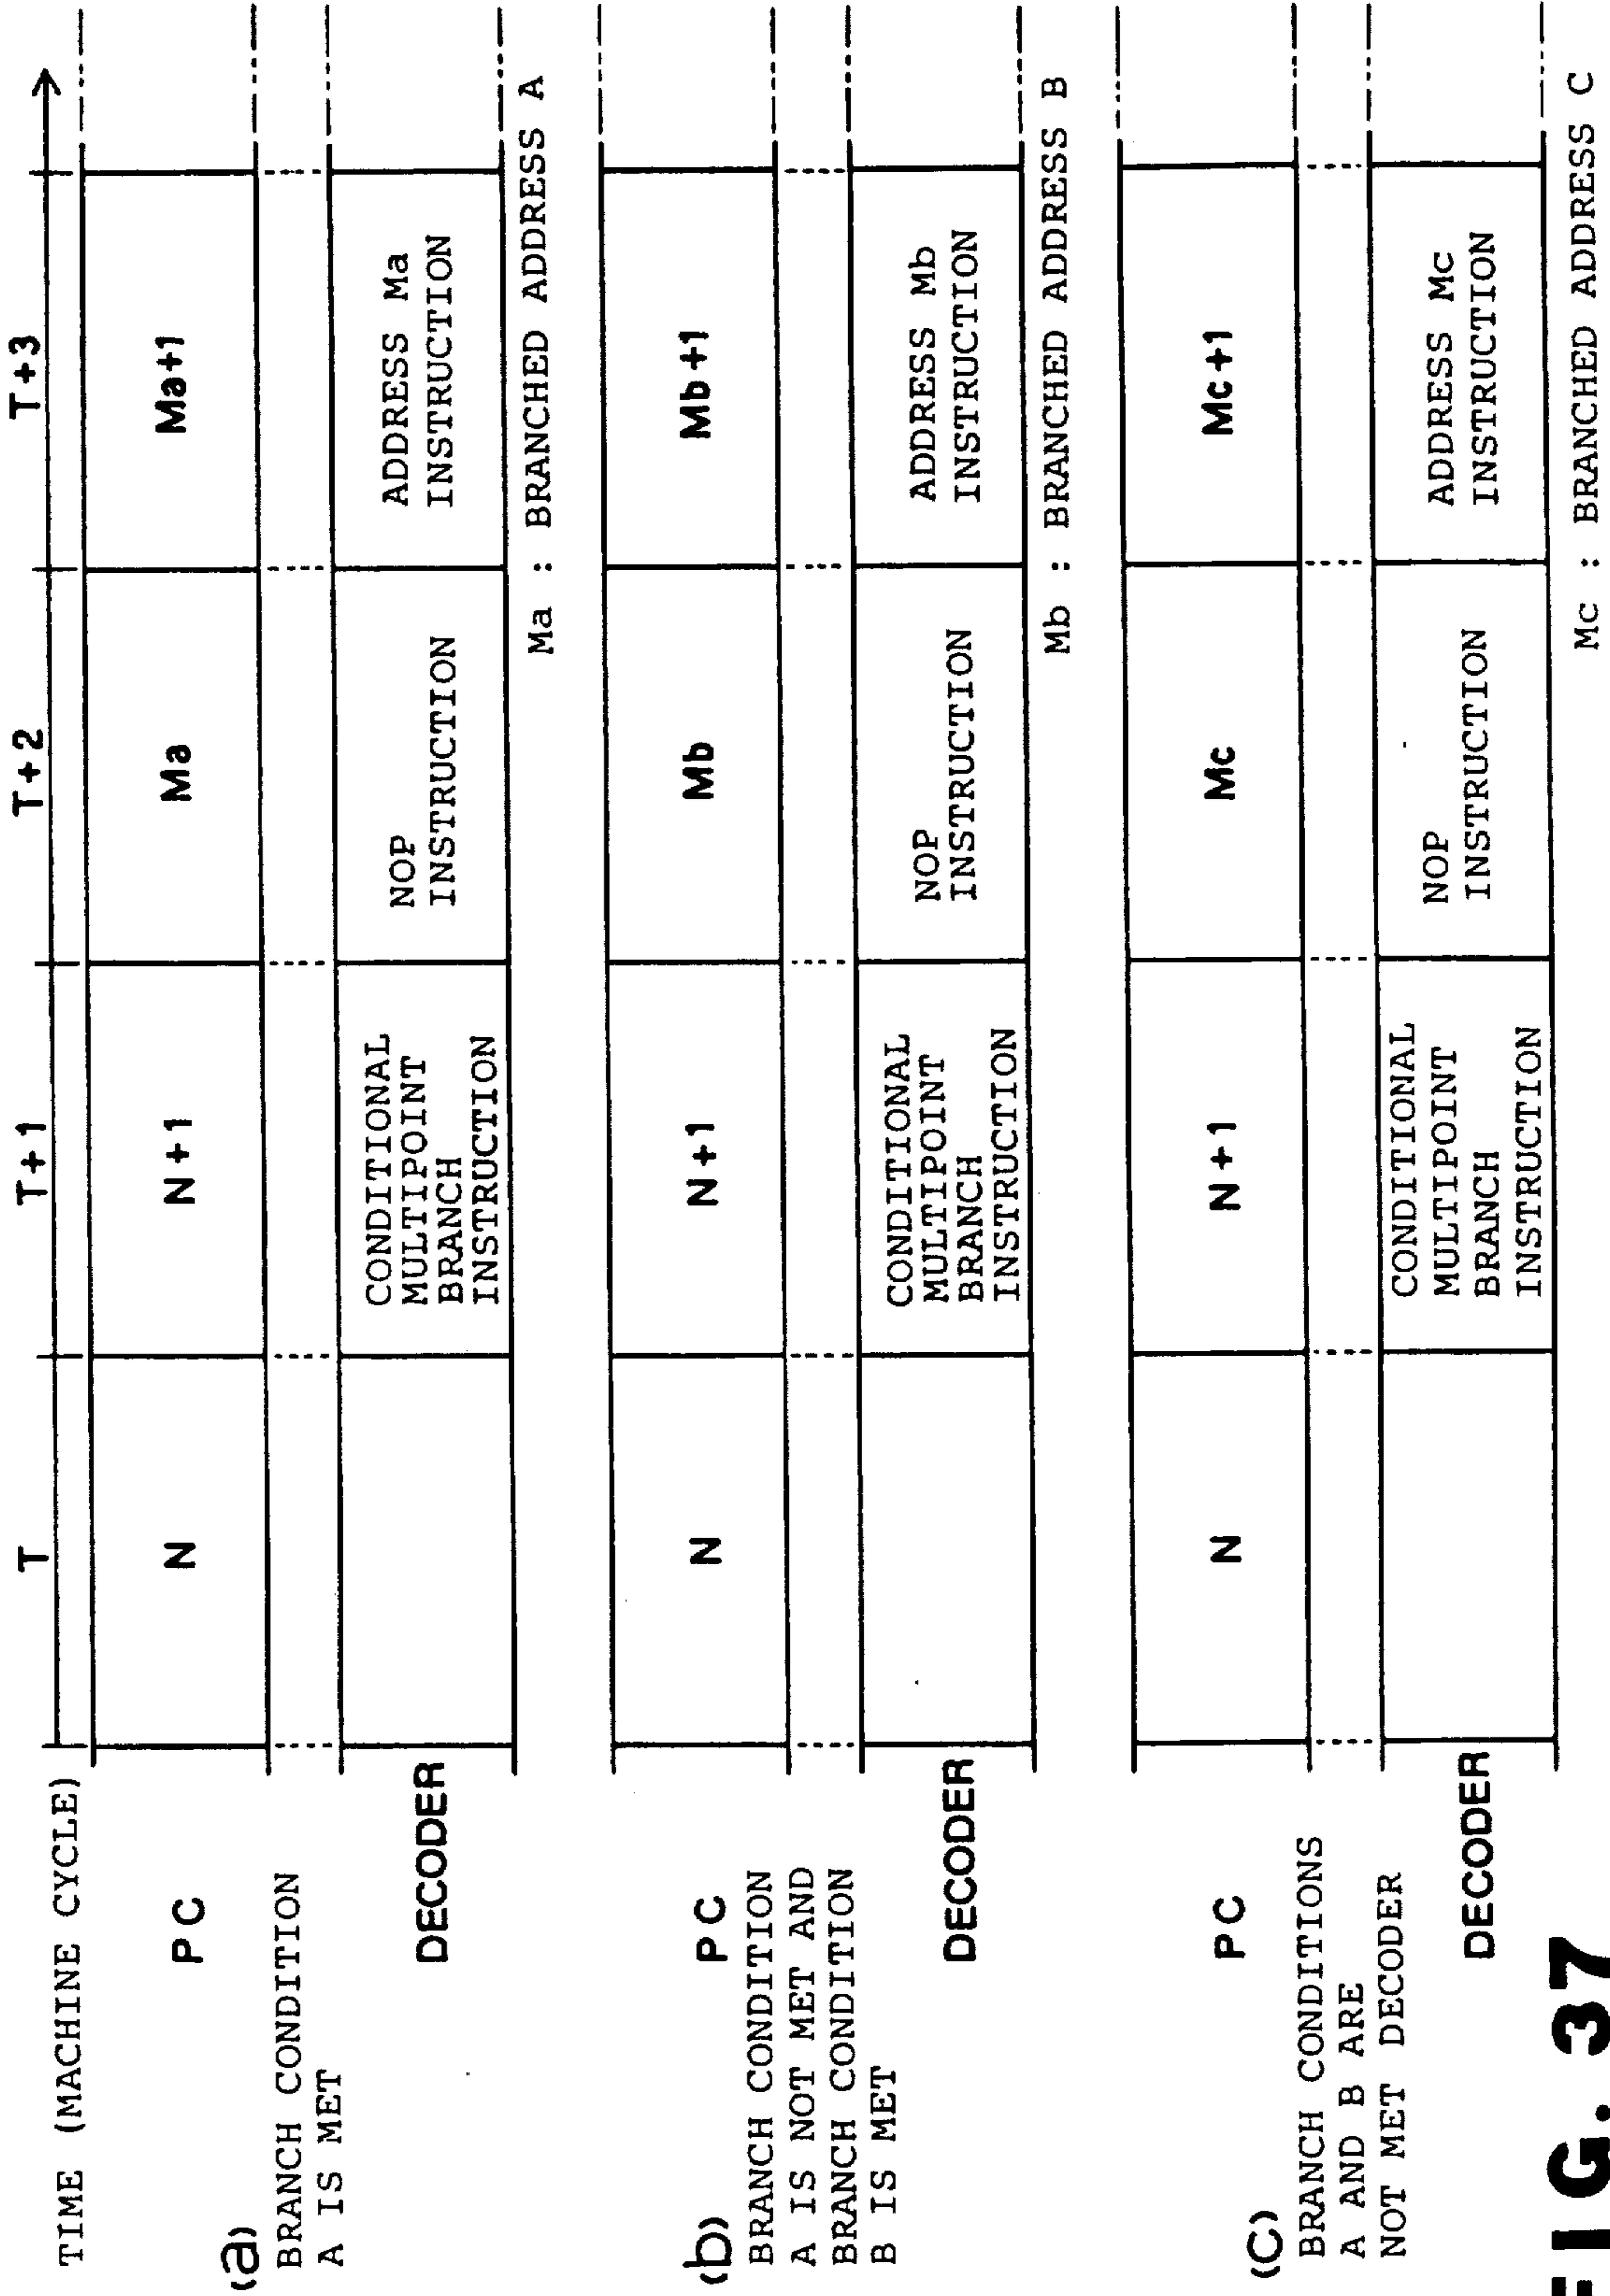 TIME (MACHINE CYCLE)
T T+1 T+2 T+3
(a)
PC N N+1 Ma Ma+1
BRANCH CONDITION
A IS MET
DECODER
CONDITIONAL
MULTIPOINT
BRANCH
INSTRUCTION
NOP
INSTRUCTION
ADDRESS Ma
INSTRUCTION
Ma : BRANCHED ADDRESS A
(b)
PC N N+1 Mb Mb+1
BRANCH CONDITION
A IS NOT MET AND
BRANCH CONDITION
B IS MET
DECODER
CONDITIONAL
MULTIPOINT
BRANCH
INSTRUCTION
NOP
INSTRUCTION
ADDRESS Mb
INSTRUCTION
Mb : BRANCHED ADDRESS B
(c)
PC N N+1 Mc Mc+1
BRANCH CONDITIONS
A AND B ARE
NOT MET DECODER
DECODER
CONDITIONAL
MULTIPOINT
BRANCH
INSTRUCTION
NOP
INSTRUCTION
ADDRESS Mc
INSTRUCTION
Mc : BRANCHED ADDRESS C
FIG. 37